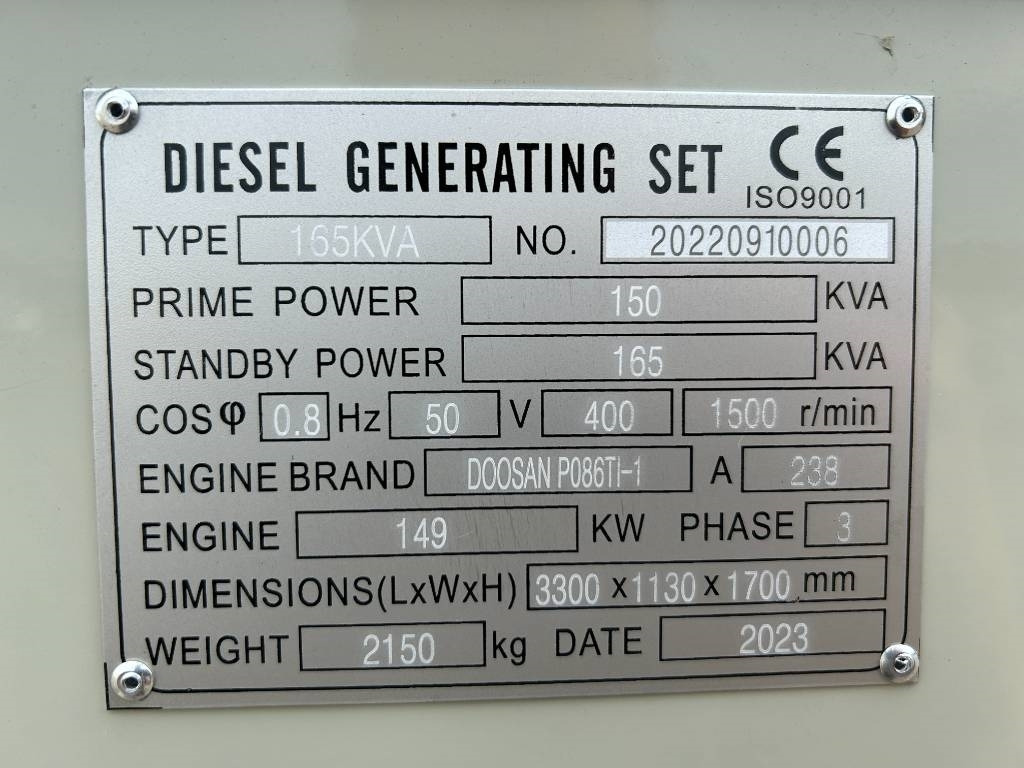 DIESEL GENERATING SET CE
ISO9001
TYPE 165KVA NO. 20220910006
PRIME POWER 150 KVA
STANDBY POWER 165 KVA
COSφ 0.8 Hz 50 V 400 1500 r/min
ENGINE BRAND DOOSAN P086TI-1 A 238
ENGINE 149 KW PHASE 3
DIMENSIONS(LxWxH) 3300 x 1130 x 1700 mm
WEIGHT 2150 kg DATE 2023